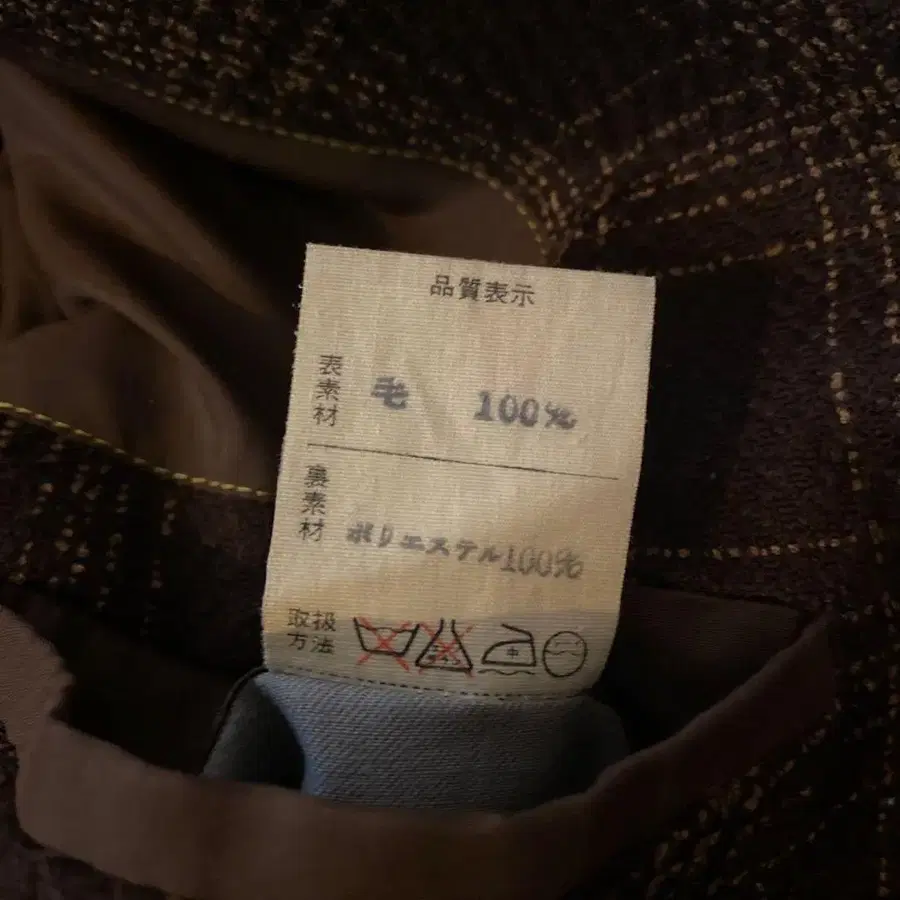 品質表示
表素材 毛 100%
裏素材 ポリエステル100%
取扱方法 中